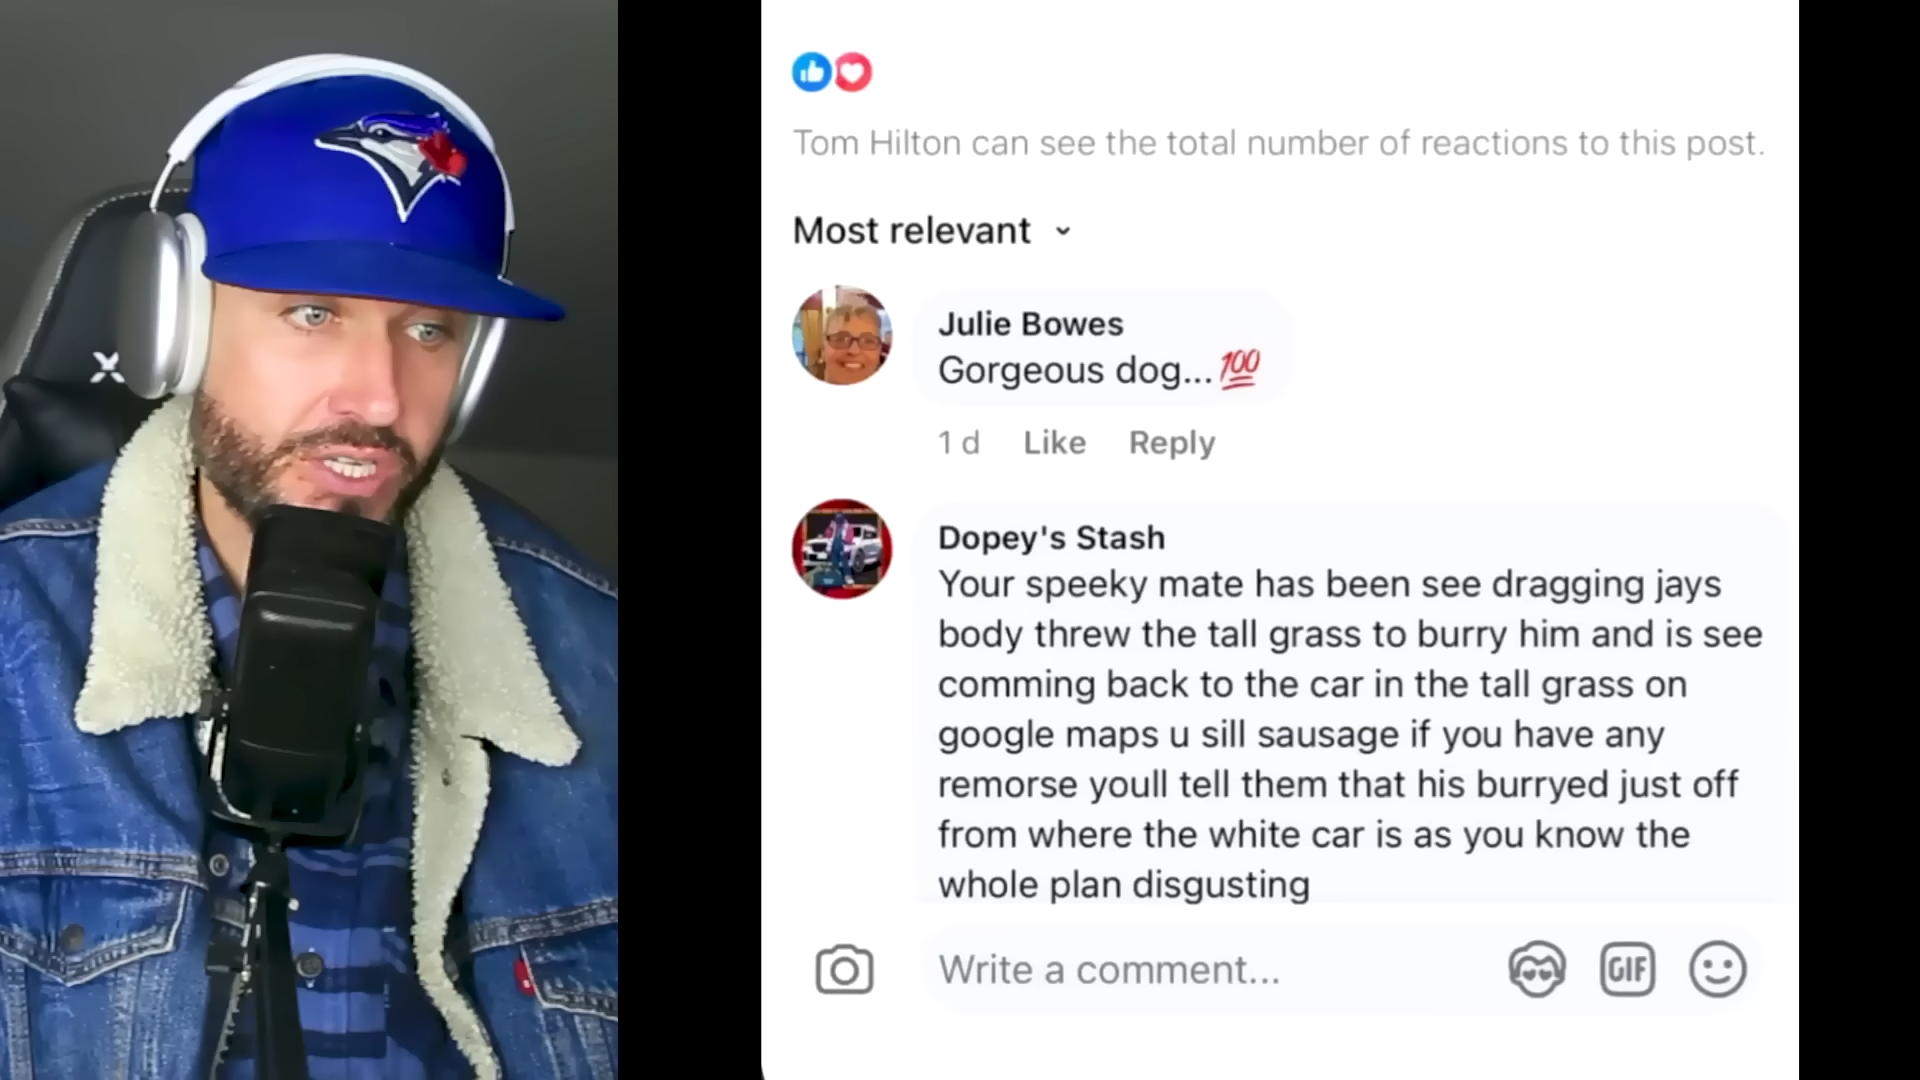 Tom Hilton can see the total number of reactions to this post.
Most relevant
Julie Bowes
Gorgeous dog...💯
1 d Like Reply
Dopey's Stash
Your speeky mate has been see dragging jays
body threw the tall grass to burry him and is see
comming back to the car in the tall grass on
google maps u sill sausage if you have any
remorse youll tell them that his burryed just off
from where the white car is as you know the
whole plan disgusting
Write a comment...
GIF